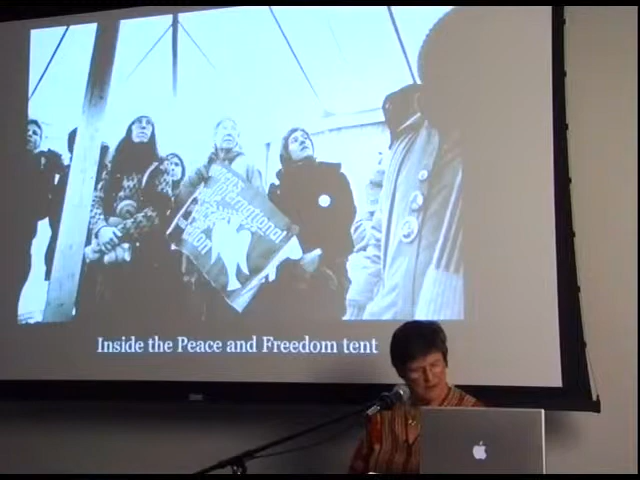 International
Inside the Peace and Freedom tent